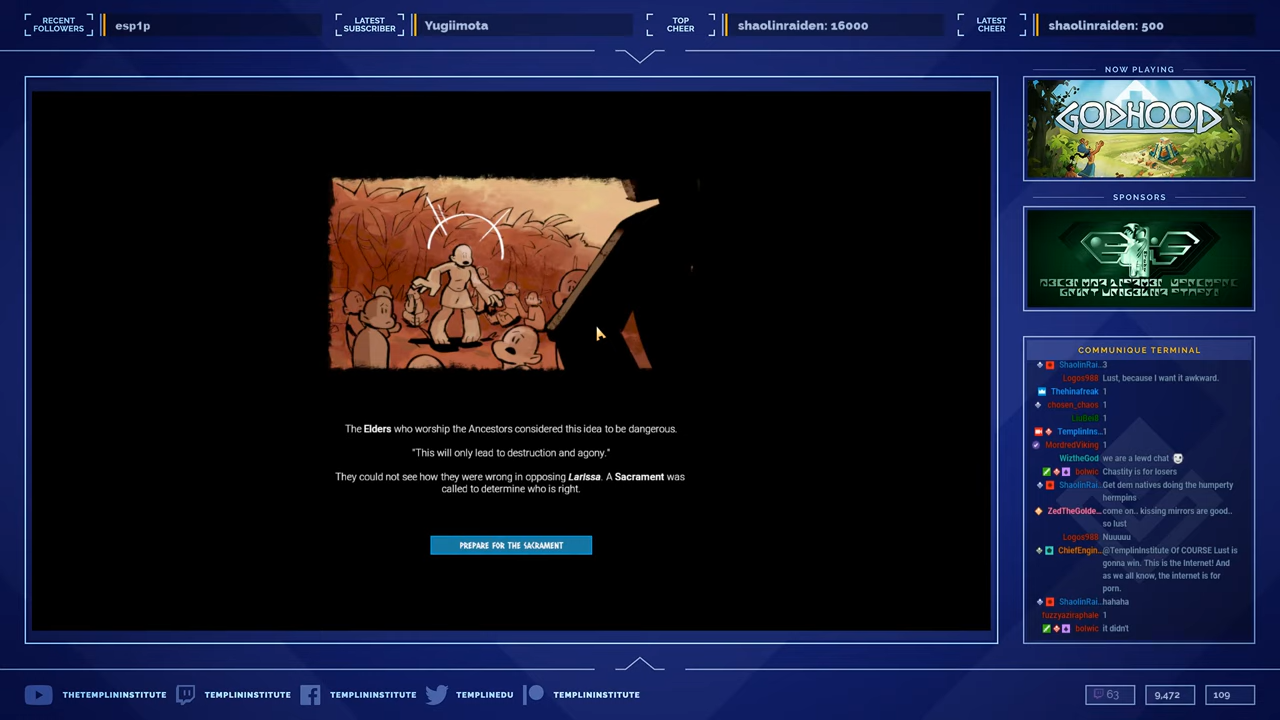 RECENT FOLLOWERS
esp1p
LATEST SUBSCRIBER
Yugiimota
TOP CHEER
shaolinraiden: 16000
LATEST CHEER
shaolinraiden: 500
NOW PLAYING
GODHOOD
SPONSORS
COMMUNIQUE TERMINAL
ShaolinRai.. 3
Logos988 Lust, because I want it awkward.
Thehinafreak 1
chosen_chaos 1
LiuBei8 1
TemplinIns.. 1
MordredViking 1
WiztheGod we are a lewd chat
bolwic Chastity is for losers
ShaolinRai.. Get dem natives doing the humperty
hermpins
ZedTheGolde.. come on.. kissing mirrors are good..
so lust
Logos988 Nuuuuu
ChiefEngin.. @TemplinInstitute Of COURSE Lust is
gonna win. This is the Internet! And
as we all know, the internet is for
porn.
ShaolinRai.. hahaha
fuzzyaziraphale 1
bolwic it didn't
The Elders who worship the Ancestors considered this idea to be dangerous.
"This will only lead to destruction and agony."
They could not see how they were wrong in opposing Larissa. A Sacrament was
called to determine who is right.
PREPARE FOR THE SACRAMENT
THETEMPLININSTITUTE
TEMPLININSTITUTE
TEMPLININSTITUTE
TEMPLINEDU
TEMPLININSTITUTE
63
9,472
109